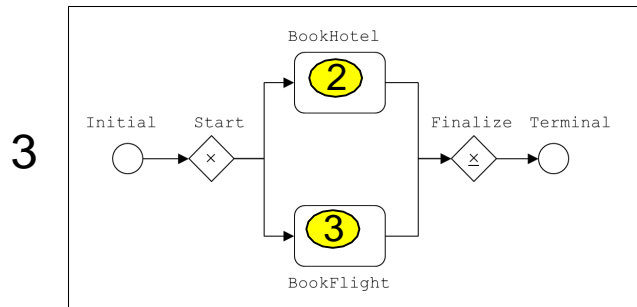 BookHotel
2
3
Initial Start
×
Finalize Terminal
×
3
BookFlight